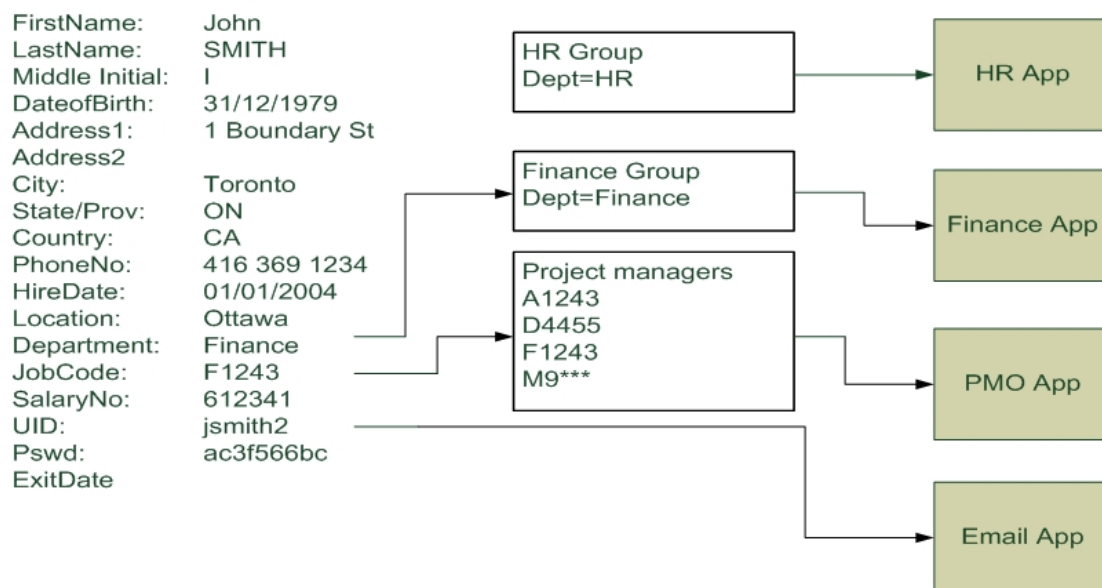 FirstName: John
LastName: SMITH
Middle Initial: I
DateofBirth: 31/12/1979
Address1: 1 Boundary St
Address2
City: Toronto
State/Prov: ON
Country: CA
PhoneNo: 416 369 1234
HireDate: 01/01/2004
Location: Ottawa
Department: Finance
JobCode: F1243
SalaryNo: 612341
UID: jsmith2
Pswd: ac3f566bc
ExitDate
HR Group
Dept=HR
Finance Group
Dept=Finance
Project managers
A1243
D4455
F1243
M9***
HR App
Finance App
PMO App
Email App